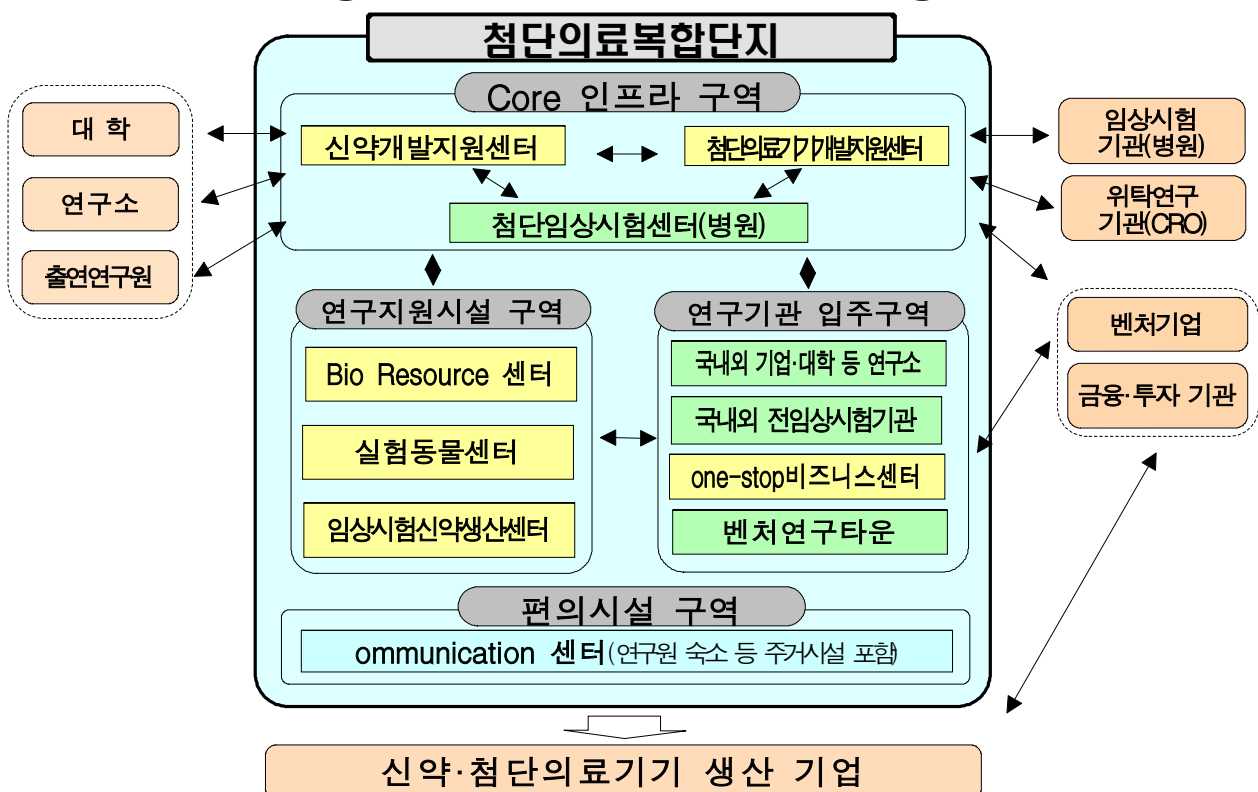 첨단의료복합단지
Core 인프라 구역
신약개발지원센터
첨단의료기기개발지원센터
첨단임상시험센터(병원)
대 학
연구소
출연연구원
임상시험
기관(병원)
위탁연구
기관(CRO)
벤처기업
금융·투자 기관
연구지원시설 구역
Bio Resource 센터
실험동물센터
임상시험신약생산센터
연구기관 입주구역
국내외 기업·대학 등 연구소
국내외 전임상시험기관
one-stop비즈니스센터
벤처연구타운
편의시설 구역
ommunication 센터(연구원 숙소 등 주거시설 포함)
신약·첨단의료기기 생산 기업